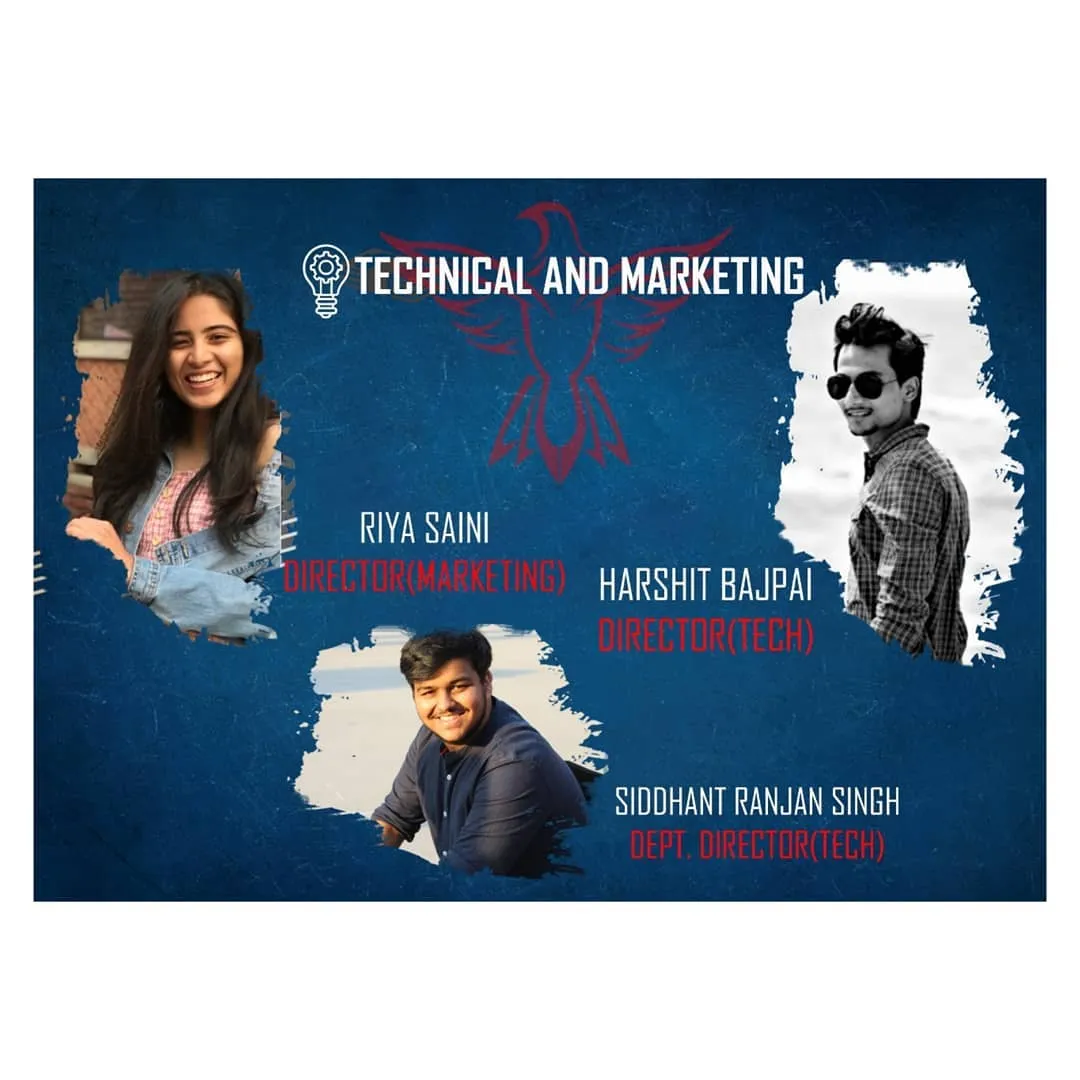 TECHNICAL AND MARKETING
RIYA SAINI
DIRECTOR(MARKETING)
HARSHIT BAJPAI
DIRECTOR(TECH)
SIDDHANT RANJAN SINGH
DEPT. DIRECTOR(TECH)